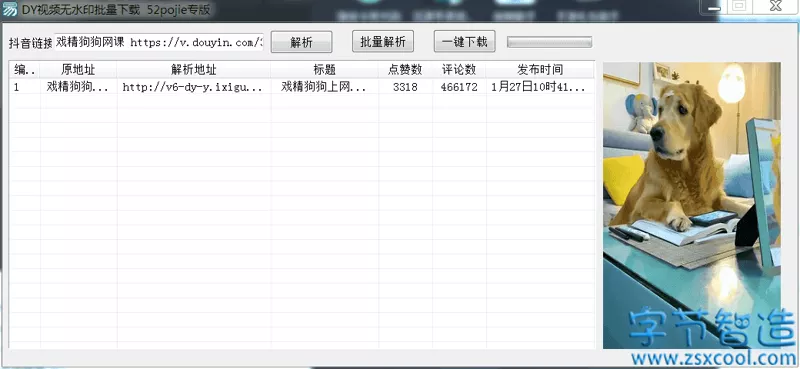 DY视频无水印批量下载 52pojie专版
抖音链接 戏精狗狗网课 https://v.douyin.com/ 解析 批量解析 一键下载
编.. 原地址 解析地址 标题 点赞数 评论数 发布时间
1 戏精狗狗... http://v6-dy-y.ixigu... 戏精狗狗上网... 3318 466172 1月27日10时41...
字节智造
www.zsxcool.com